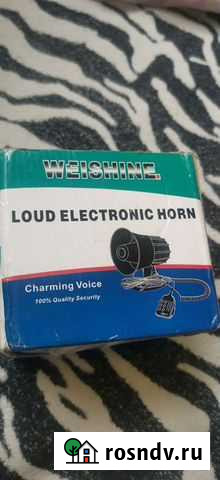 WEISHINE.
LOUD ELECTRONIC HORN
Charming Voice
100% Quality Security
rosndv.ru